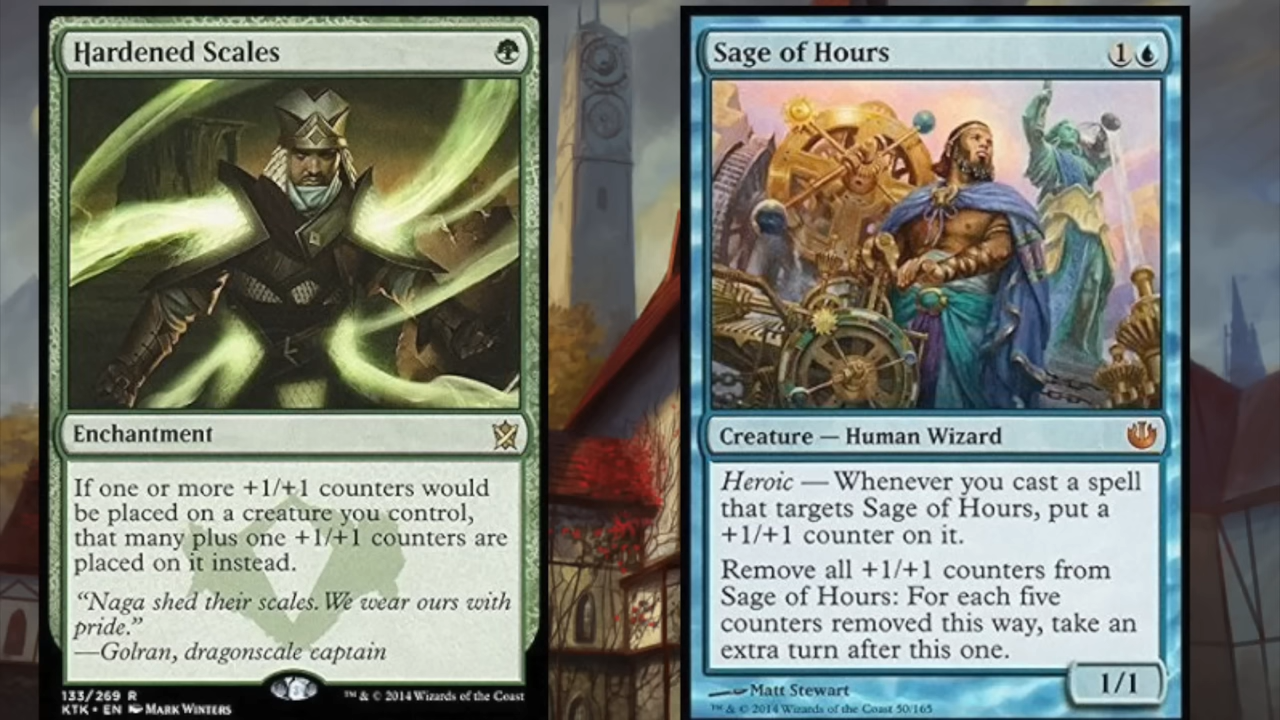 Hardened Scales
Enchantment
If one or more +1/+1 counters would
be placed on a creature you control,
that many plus one +1/+1 counters are
placed on it instead.
“Naga shed their scales. We wear ours with
pride.”
—Golran, dragonscale captain
133/269 R
KTK • EN Mark Winters
™ & © 2014 Wizards of the Coast
Sage of Hours
1
Creature — Human Wizard
Heroic — Whenever you cast a spell
that targets Sage of Hours, put a
+1/+1 counter on it.
Remove all +1/+1 counters from
Sage of Hours: For each five
counters removed this way, take an
extra turn after this one.
1/1
Matt Stewart
™ & © 2014 Wizards of the Coast 50/165